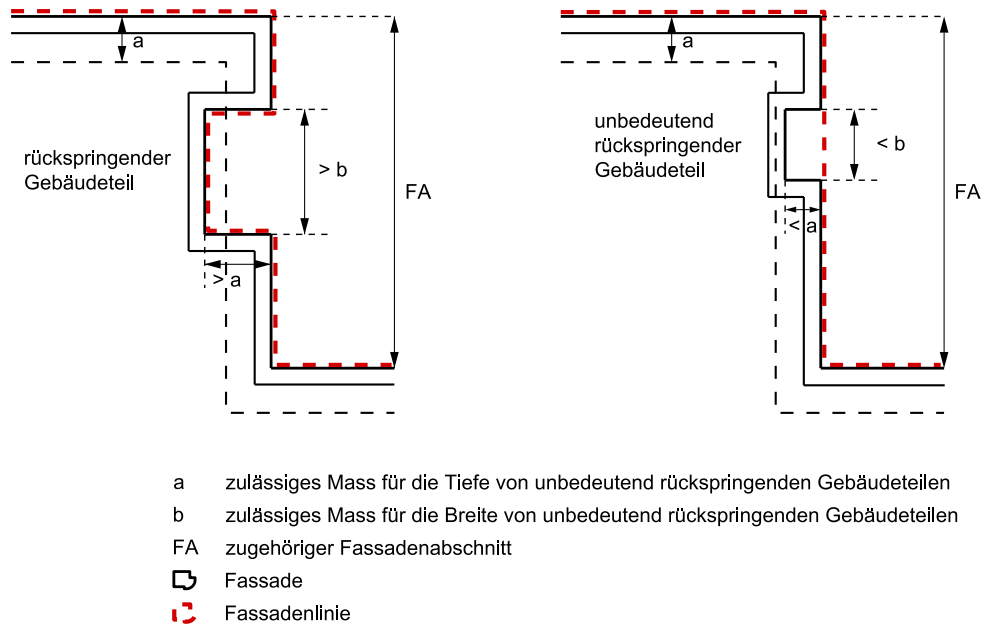 a
rückspringender
Gebäudeteil
> b
FA
> a
a
unbedeutend
rückspringender
Gebäudeteil
< b
FA
< a
a zulässiges Mass für die Tiefe von unbedeutend rückspringenden Gebäudeteilen
b zulässiges Mass für die Breite von unbedeutend rückspringenden Gebäudeteilen
FA zugehöriger Fassadenabschnitt
Fassade
Fassadenlinie